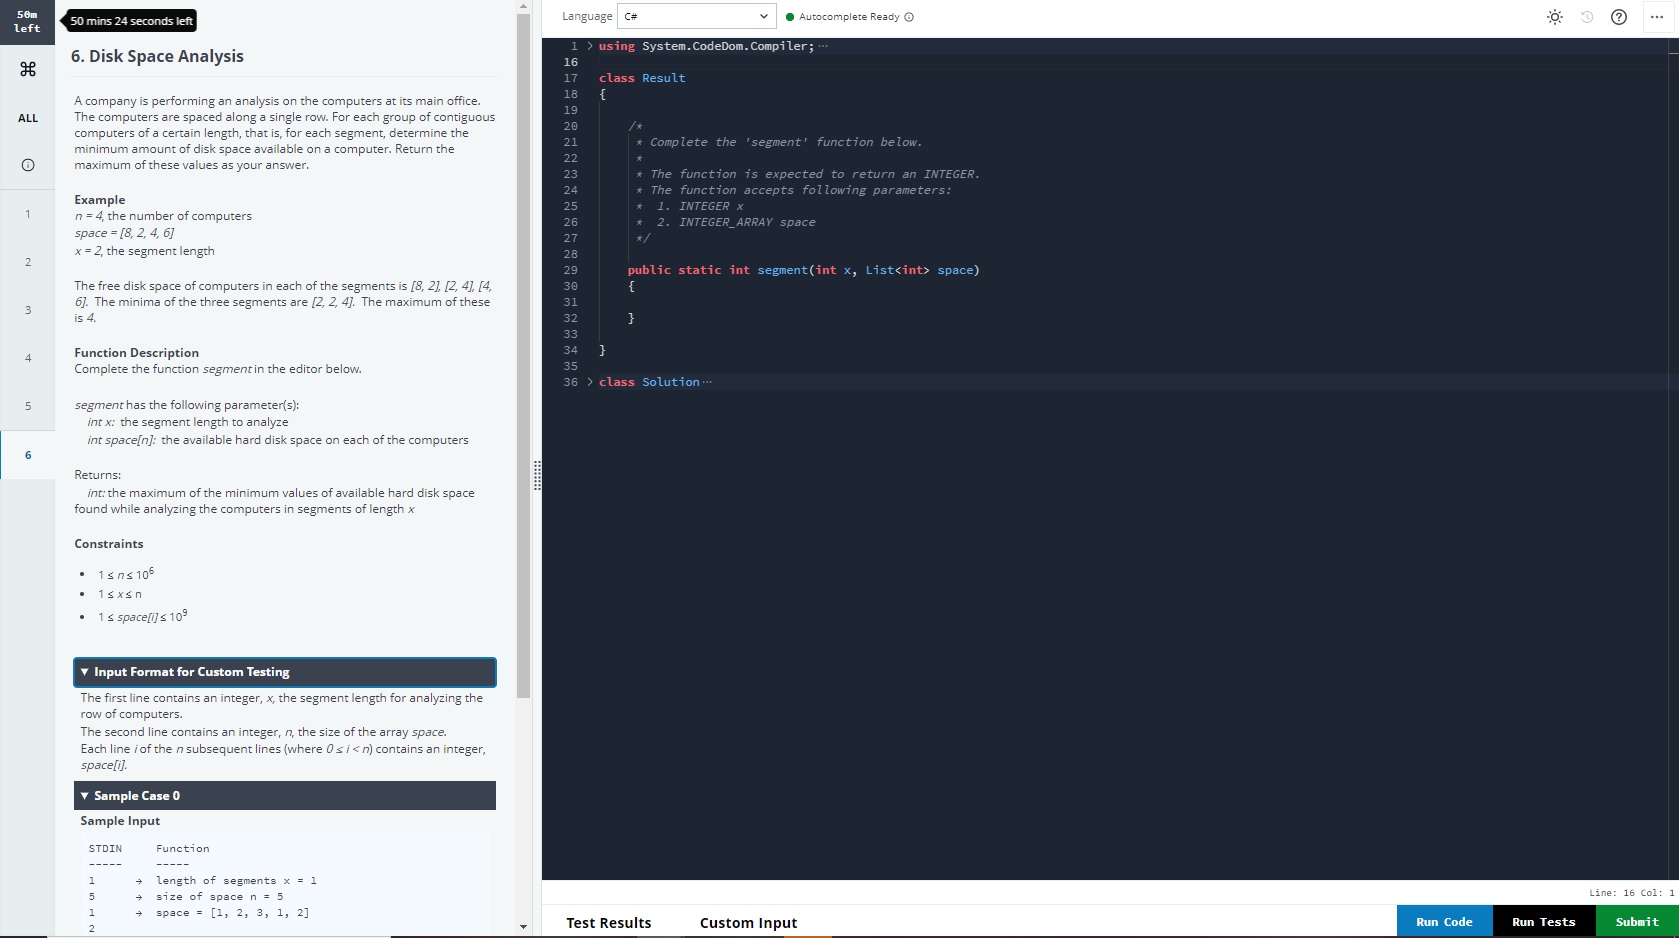 50m
left
50 mins 24 seconds left
ALL
1
2
3
4
5
6
6. Disk Space Analysis
A company is performing an analysis on the computers at its main office.
The computers are spaced along a single row. For each group of contiguous
computers of a certain length, that is, for each segment, determine the
minimum amount of disk space available on a computer. Return the
maximum of these values as your answer.
Example
n = 4, the number of computers
space = [8, 2, 4, 6]
x = 2, the segment length
The free disk space of computers in each of the segments is [8, 2], [2, 4], [4,
6]. The minima of the three segments are [2, 2, 4]. The maximum of these
is 4.
Function Description
Complete the function segment in the editor below.
segment has the following parameter(s):
int x: the segment length to analyze
int space[n]: the available hard disk space on each of the computers
Returns:
int: the maximum of the minimum values of available hard disk space
found while analyzing the computers in segments of length x
Constraints
• 1 ≤ n ≤ 10⁶
• 1 ≤ x ≤ n
• 1 ≤ space[i] ≤ 10⁹
▼ Input Format for Custom Testing
The first line contains an integer, x, the segment length for analyzing the
row of computers.
The second line contains an integer, n, the size of the array space.
Each line i of the n subsequent lines (where 0 ≤ i < n) contains an integer,
space[i].
▼ Sample Case 0
Sample Input
STDIN Function
----- -----
1 → length of segments x = 1
5 → size of space n = 5
1 → space = [1, 2, 3, 1, 2]
2
Language C# Autocomplete Ready
1 > using System.CodeDom.Compiler; ···
16
17 class Result
18 {
19
20 /*
21 * Complete the 'segment' function below.
22 *
23 * The function is expected to return an INTEGER.
24 * The function accepts following parameters:
25 * 1. INTEGER x
26 * 2. INTEGER_ARRAY space
27 */
28
29 public static int segment(int x, List<int> space)
30 {
31
32 }
33
34 }
35
36 > class Solution ···
Line: 16 Col: 1
Test Results Custom Input Run Code Run Tests Submit